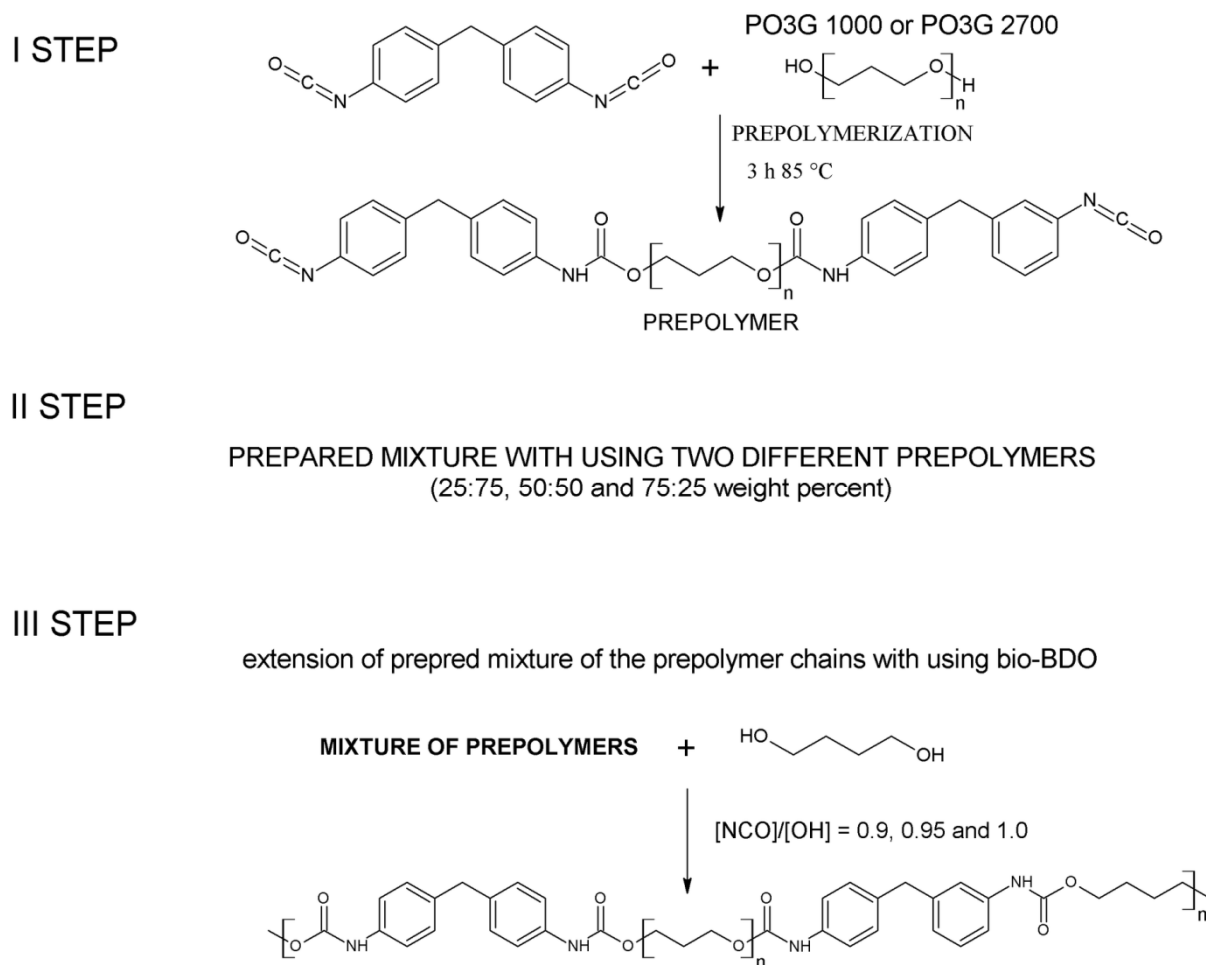 I STEP
PO3G 1000 or PO3G 2700
O C N
N C O
+
HO O H n
PREPOLYMERIZATION
3 h 85 °C
O C N NH O O O O O n NH N C O
PREPOLYMER
II STEP
PREPARED MIXTURE WITH USING TWO DIFFERENT PREPOLYMERS
(25:75, 50:50 and 75:25 weight percent)
III STEP
extension of prepred mixture of the prepolymer chains with using bio-BDO
MIXTURE OF PREPOLYMERS + HO OH
[NCO]/[OH] = 0.9, 0.95 and 1.0
O O NH NH O O O n O NH NH O O n